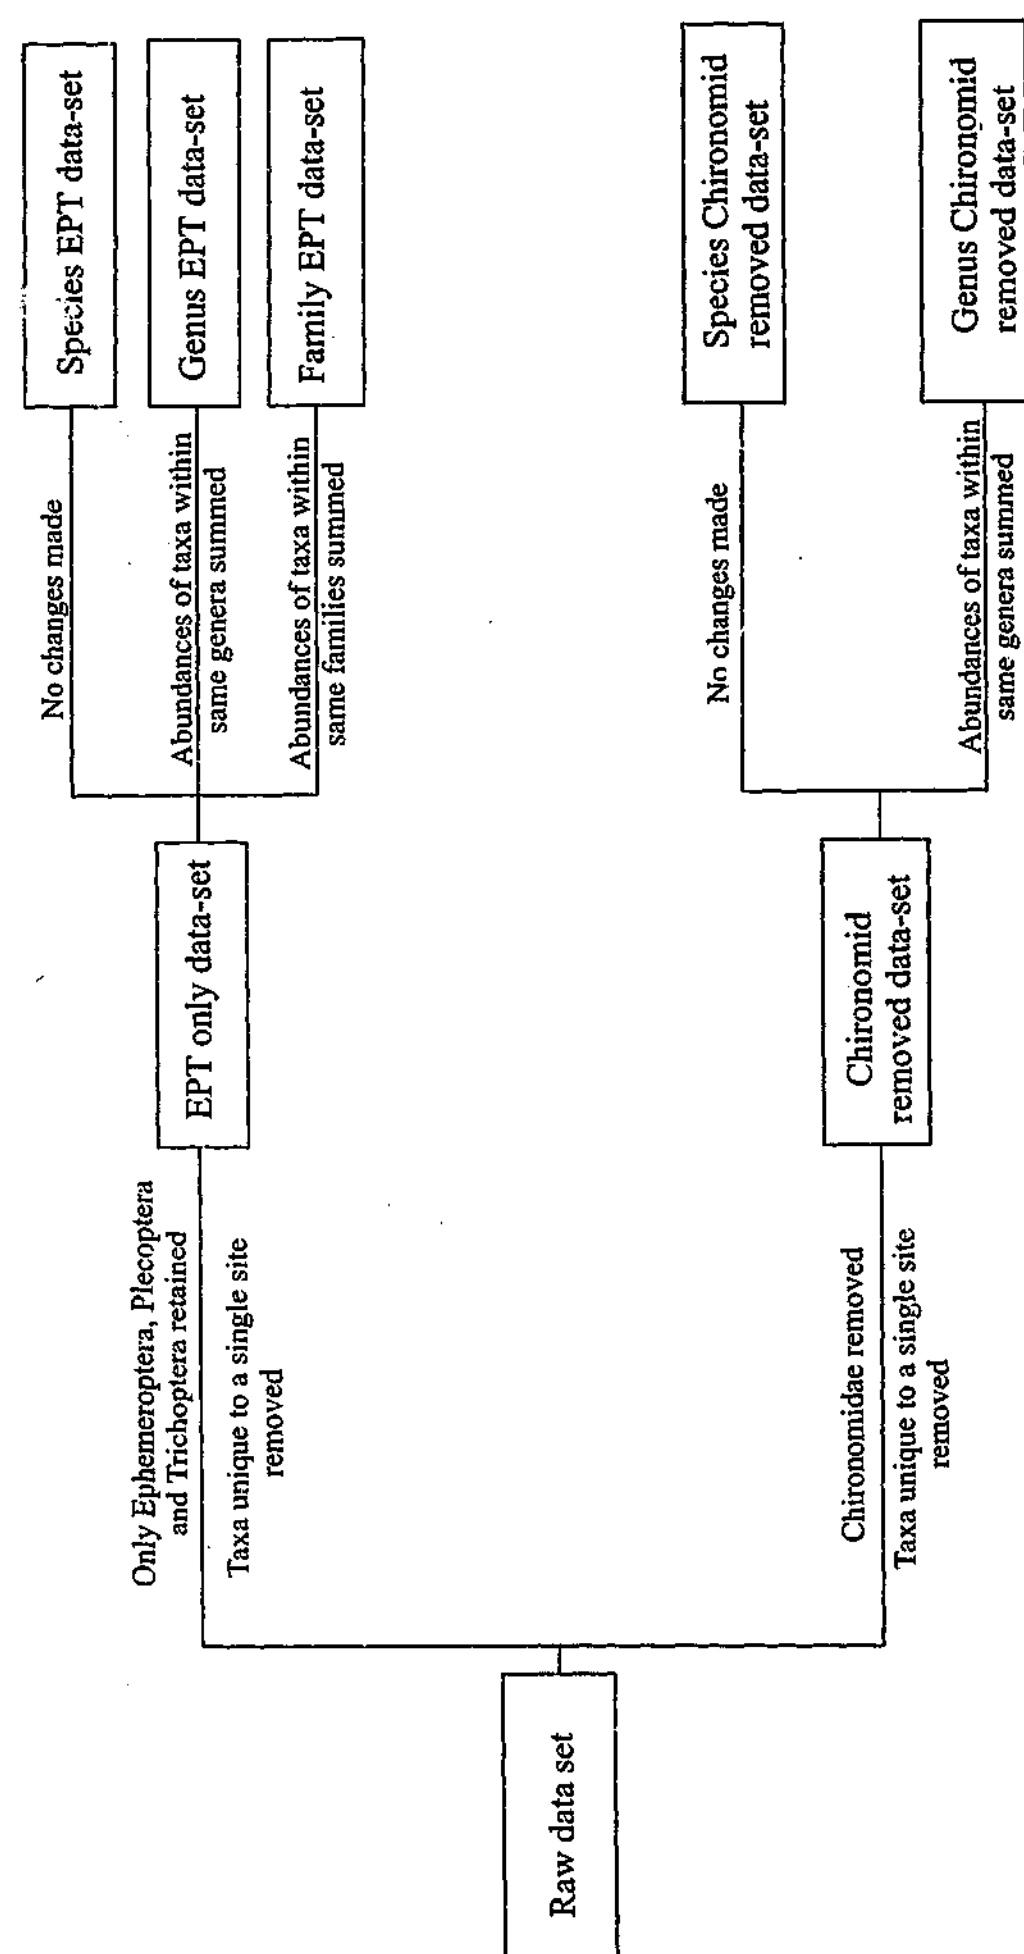 Raw data set
Only Ephemeroptera, Plecoptera
and Trichoptera retained
Taxa unique to a single site
removed
EPT only data-set
No changes made
Species EPT data-set
Abundances of taxa within
same genera summed
Genus EPT data-set
Abundances of taxa within
same families summed
Family EPT data-set
Chironomidae removed
Taxa unique to a single site
removed
Chironomid
removed data-set
No changes made
Species Chironomid
removed data-set
Abundances of taxa within
same genera summed
Genus Chironomid
removed data-set